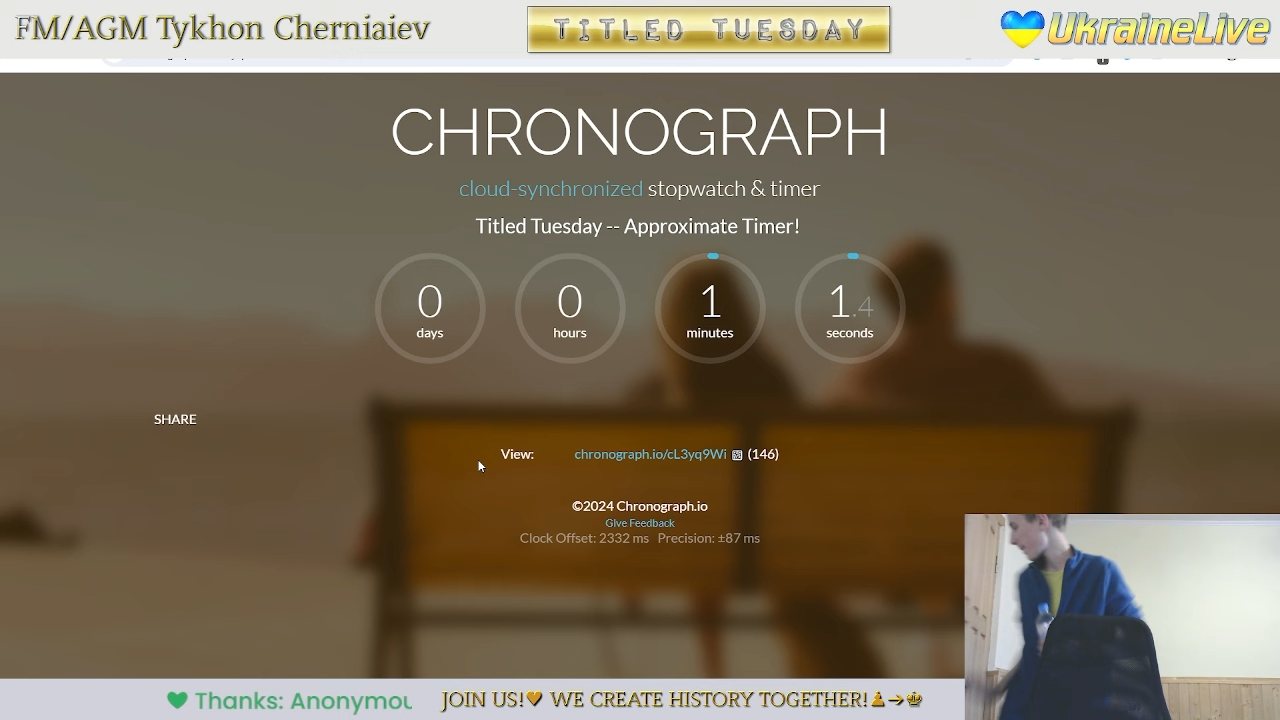 FM/AGM Tykhon Cherniaiev
TITLED TUESDAY
UkraineLive
CHRONOGRAPH
cloud-synchronized stopwatch & timer
Titled Tuesday -- Approximate Timer!
0 0 1 1.4
days hours minutes seconds
SHARE
View: chronograph.io/cL3yq9Wi (146)
©2024 Chronograph.io
Give Feedback
Clock Offset: 2332 ms Precision: ±87 ms
Thanks: Anonymou
JOIN US!🧡 WE CREATE HISTORY TOGETHER!♟➔♚